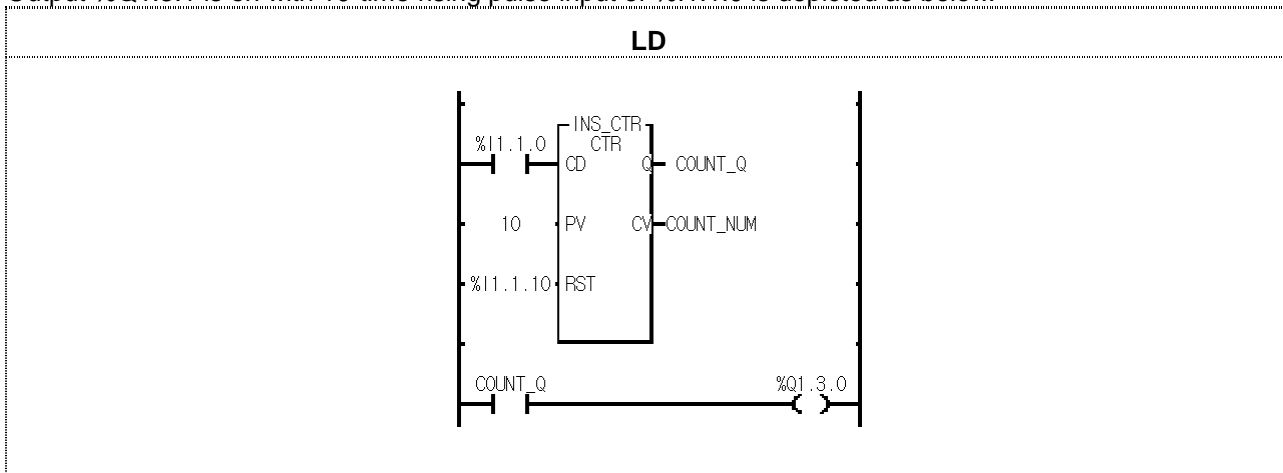 LD
INS_CTR
%I1.1.0 CTR
CD Q COUNT_Q
10 PV CV COUNT_NUM
%I1.1.10 RST
COUNT_Q %Q1.3.0